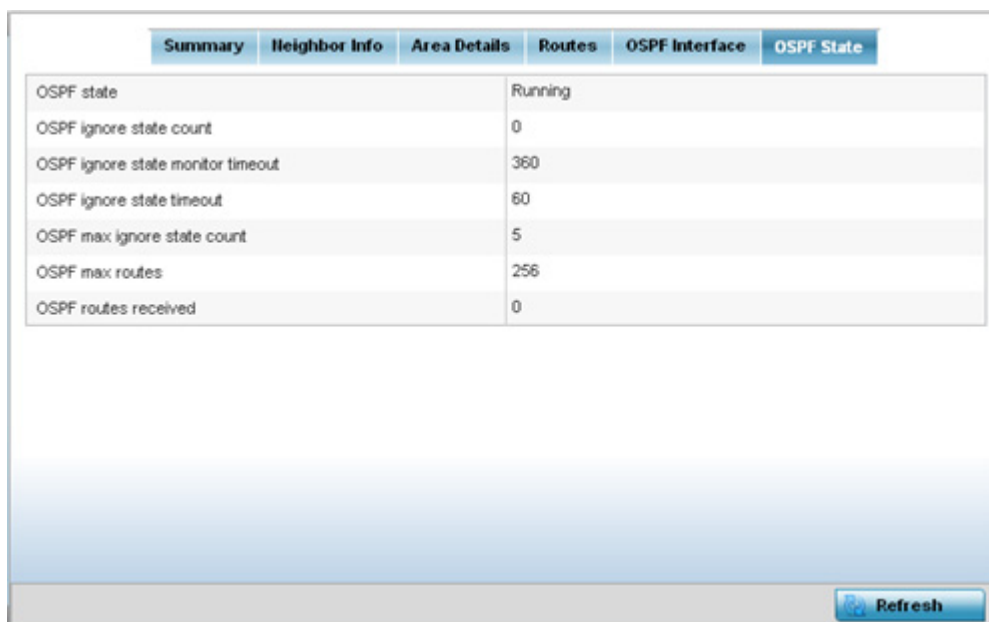 Summary Neighbor Info Area Details Routes OSPF Interface OSPF State
OSPF state Running
OSPF ignore state count 0
OSPF ignore state monitor timeout 360
OSPF ignore state timeout 60
OSPF max ignore state count 5
OSPF max routes 256
OSPF routes received 0
Refresh